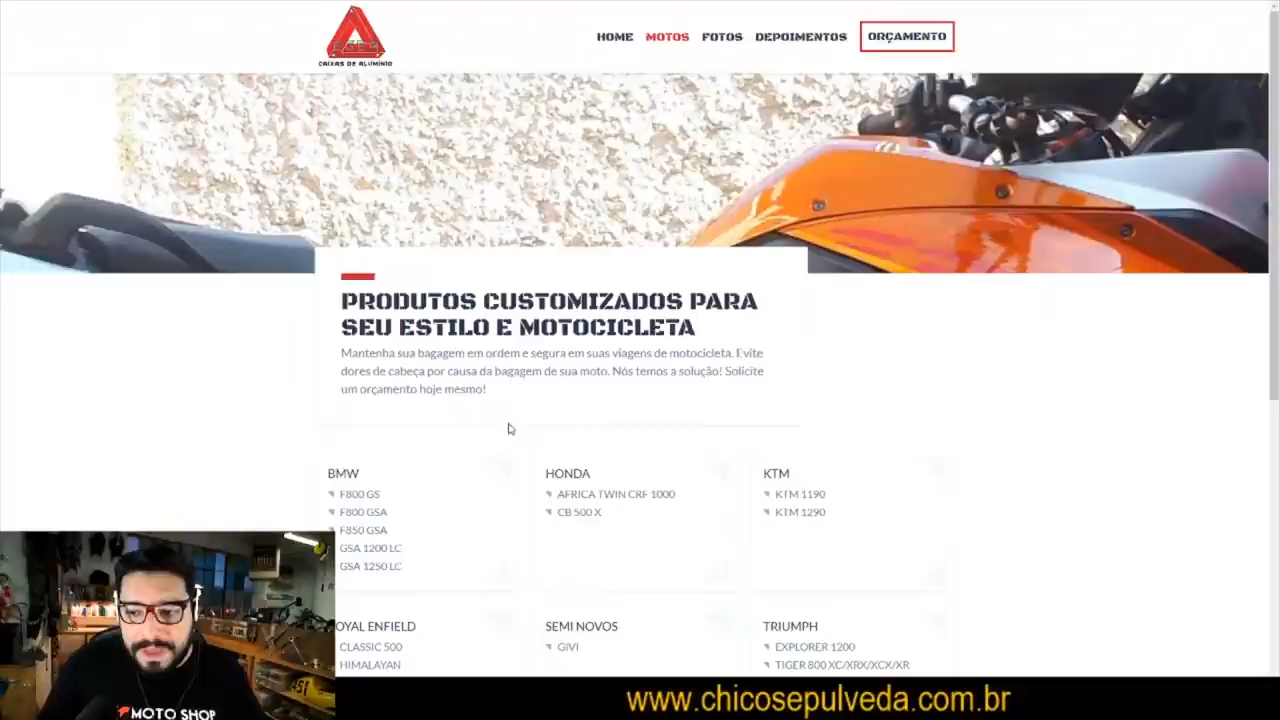 CAIXAS DE ALUMÍNIO
HOME MOTOS FOTOS DEPOIMENTOS ORÇAMENTO
PRODUTOS CUSTOMIZADOS PARA
SEU ESTILO E MOTOCICLETA
Mantenha sua bagagem em ordem e segura em suas viagens de motocicleta. Evite
dores de cabeça por causa da bagagem de sua moto. Nós temos a solução! Solicite
um orçamento hoje mesmo!
BMW
F800 GS
F800 GSA
F850 GSA
GSA 1200 LC
GSA 1250 LC
HONDA
AFRICA TWIN CRF 1000
CB 500 X
KTM
KTM 1190
KTM 1290
OYAL ENFIELD
CLASSIC 500
HIMALAYAN
SEMI NOVOS
GIVI
TRIUMPH
EXPLORER 1200
TIGER 800 XC/XRX/XCX/XR
MOTO SHOP
www.chicosepulveda.com.br